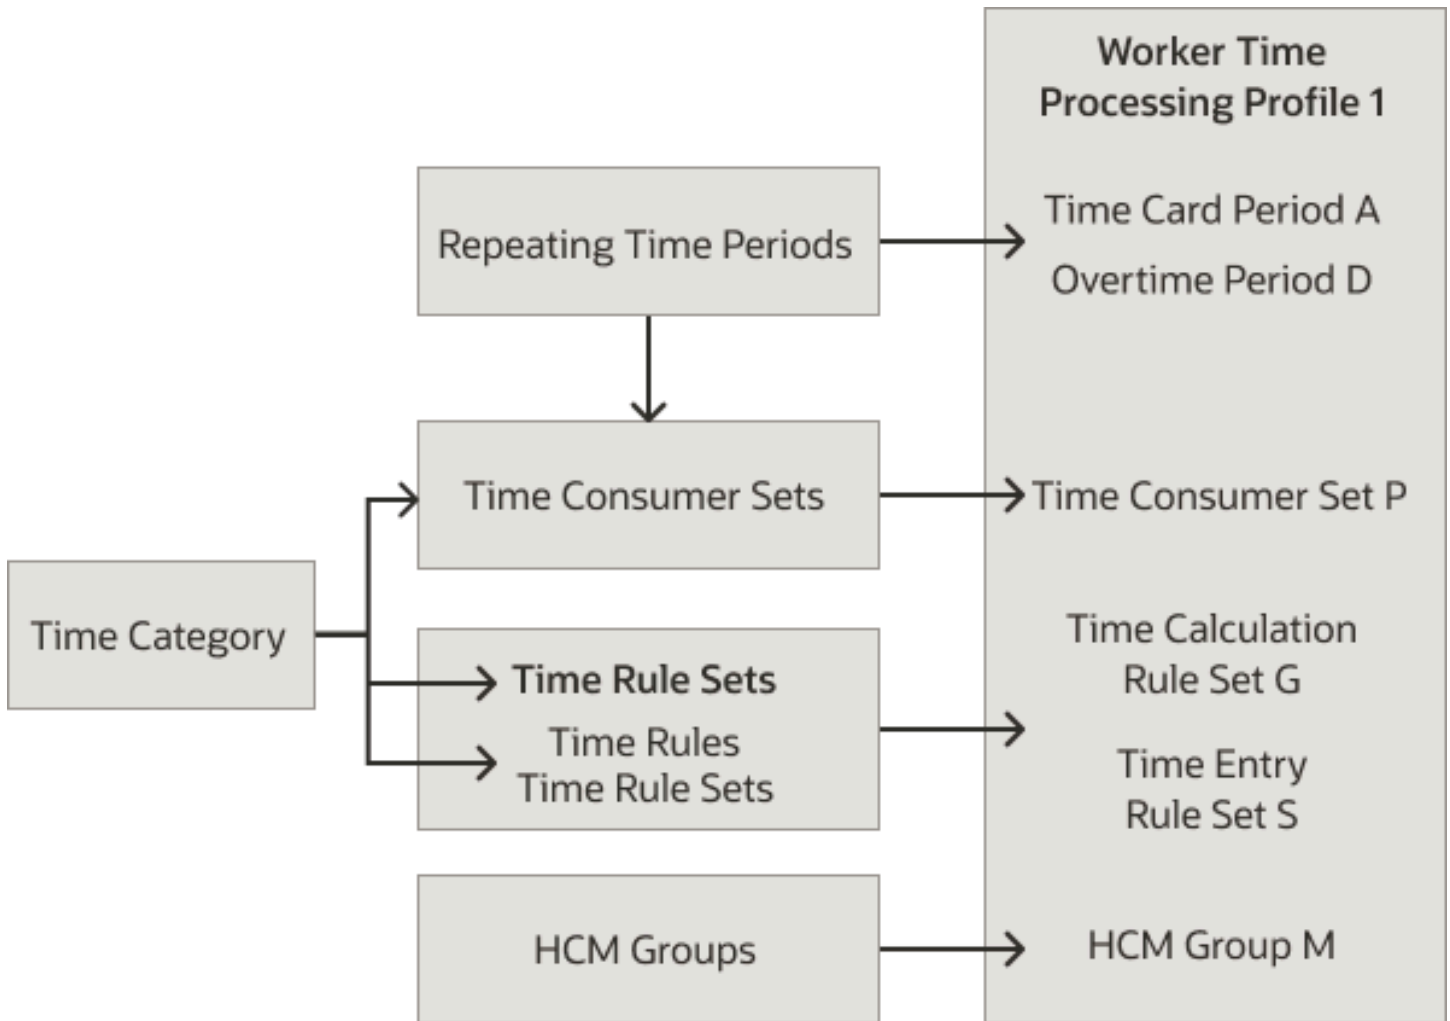 Worker Time
Processing Profile 1
Repeating Time Periods
Time Card Period A
Overtime Period D
Time Consumer Sets
Time Consumer Set P
Time Category
Time Rule Sets
Time Rules
Time Rule Sets
Time Calculation
Rule Set G
Time Entry
Rule Set S
HCM Groups
HCM Group M